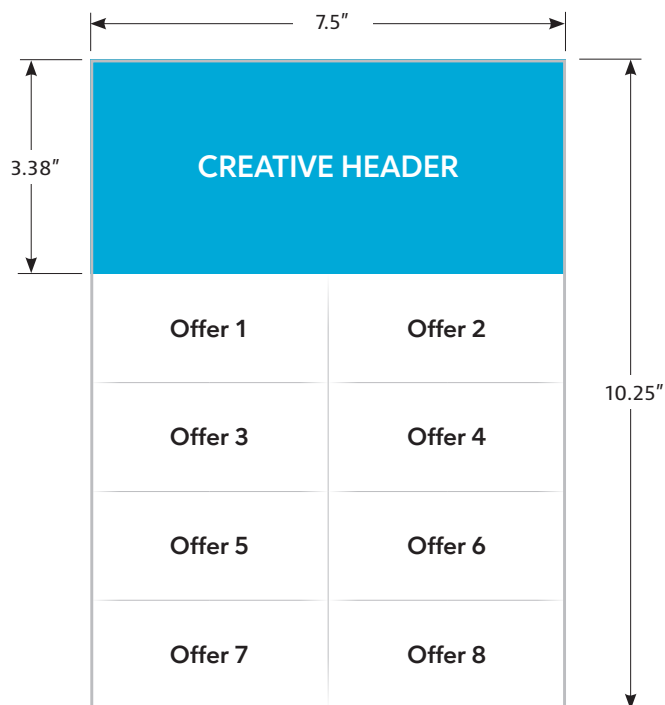 7.5″
3.38″
CREATIVE HEADER
Offer 1 Offer 2
10.25″
Offer 3 Offer 4
Offer 5 Offer 6
Offer 7 Offer 8